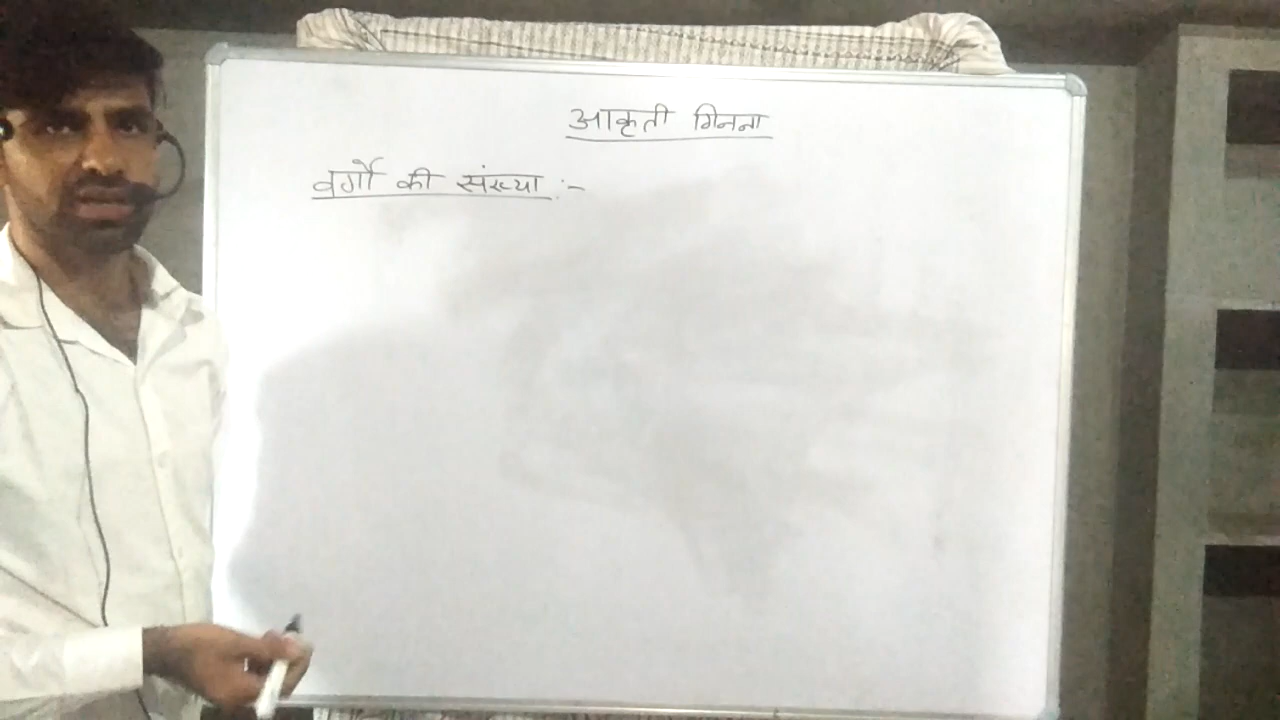 आकृती गिनना
वर्गों की संख्या :-